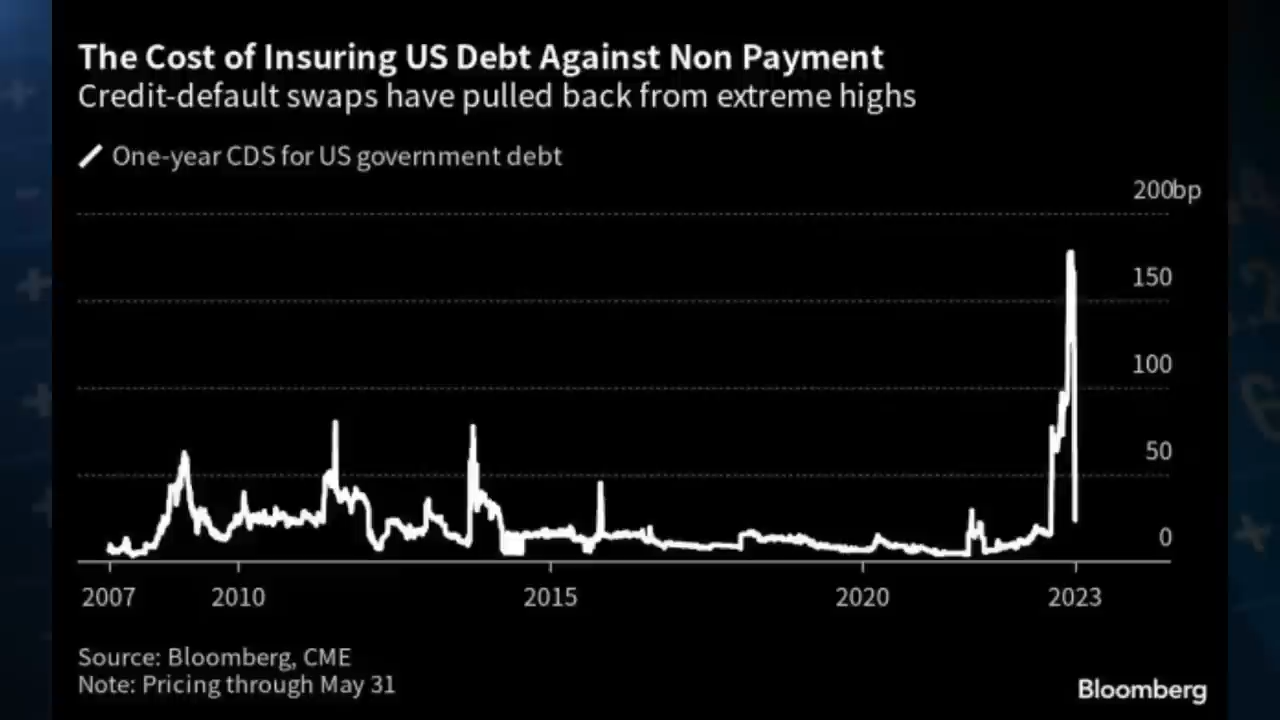 The Cost of Insuring US Debt Against Non Payment
Credit-default swaps have pulled back from extreme highs
One-year CDS for US government debt
200bp
150
100
50
0
2007 2010 2015 2020 2023
Source: Bloomberg, CME
Note: Pricing through May 31
Bloomberg